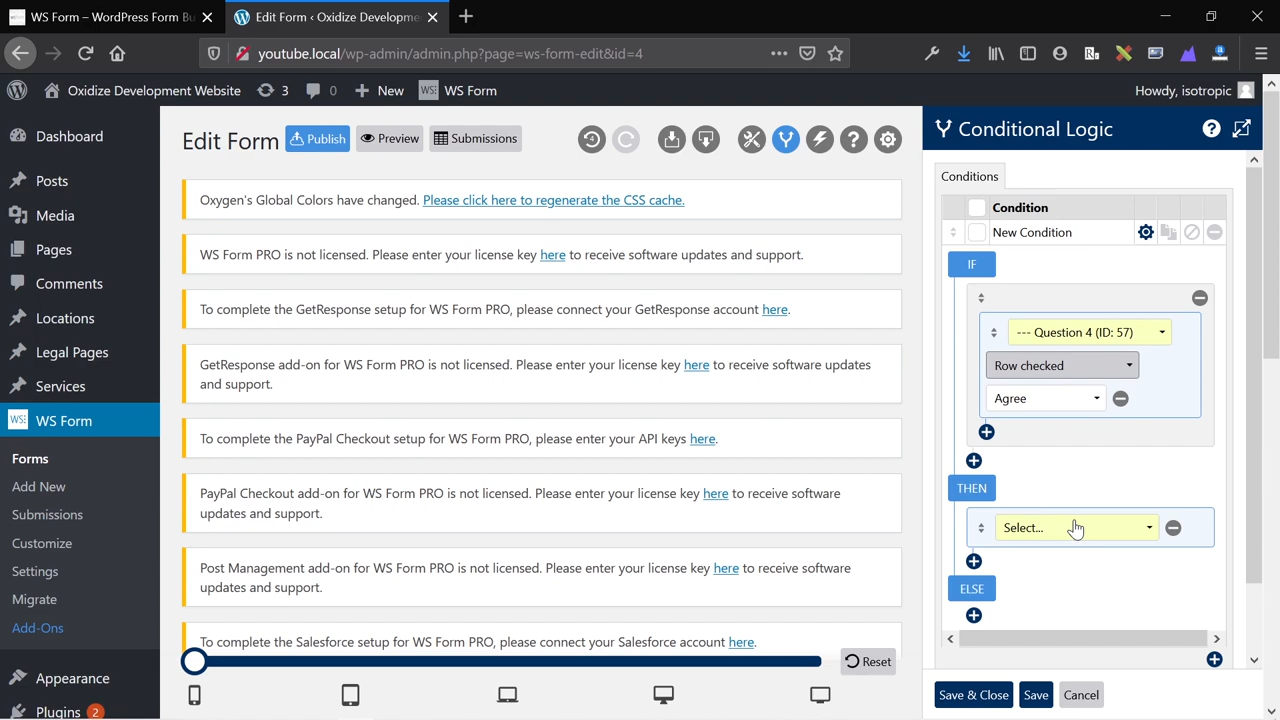 WS Form – WordPress Form Bu
Edit Form ‹ Oxidize Developme
youtube.local/wp-admin/admin.php?page=ws-form-edit&id=4
Oxidize Development Website
3
0
New
WS Form
Howdy, isotropic
Dashboard
Posts
Media
Pages
Comments
Locations
Legal Pages
Services
WS Form
Forms
Add New
Submissions
Customize
Settings
Migrate
Add-Ons
Appearance
Plugins 2
Edit Form
Publish
Preview
Submissions
4
Oxygen's Global Colors have changed. Please click here to regenerate the CSS cache.
WS Form PRO is not licensed. Please enter your license key here to receive software updates and support.
To complete the GetResponse setup for WS Form PRO, please connect your GetResponse account here.
GetResponse add-on for WS Form PRO is not licensed. Please enter your license key here to receive software updates
and support.
To complete the PayPal Checkout setup for WS Form PRO, please enter your API keys here.
PayPal Checkout add-on for WS Form PRO is not licensed. Please enter your license key here to receive software
updates and support.
Post Management add-on for WS Form PRO is not licensed. Please enter your license key here to receive software
updates and support.
To complete the Salesforce setup for WS Form PRO, please connect your Salesforce account here.
Reset
Conditional Logic
Conditions
Condition
New Condition
IF
--- Question 4 (ID: 57)
Row checked
Agree
THEN
Select...
ELSE
Save & Close
Save
Cancel